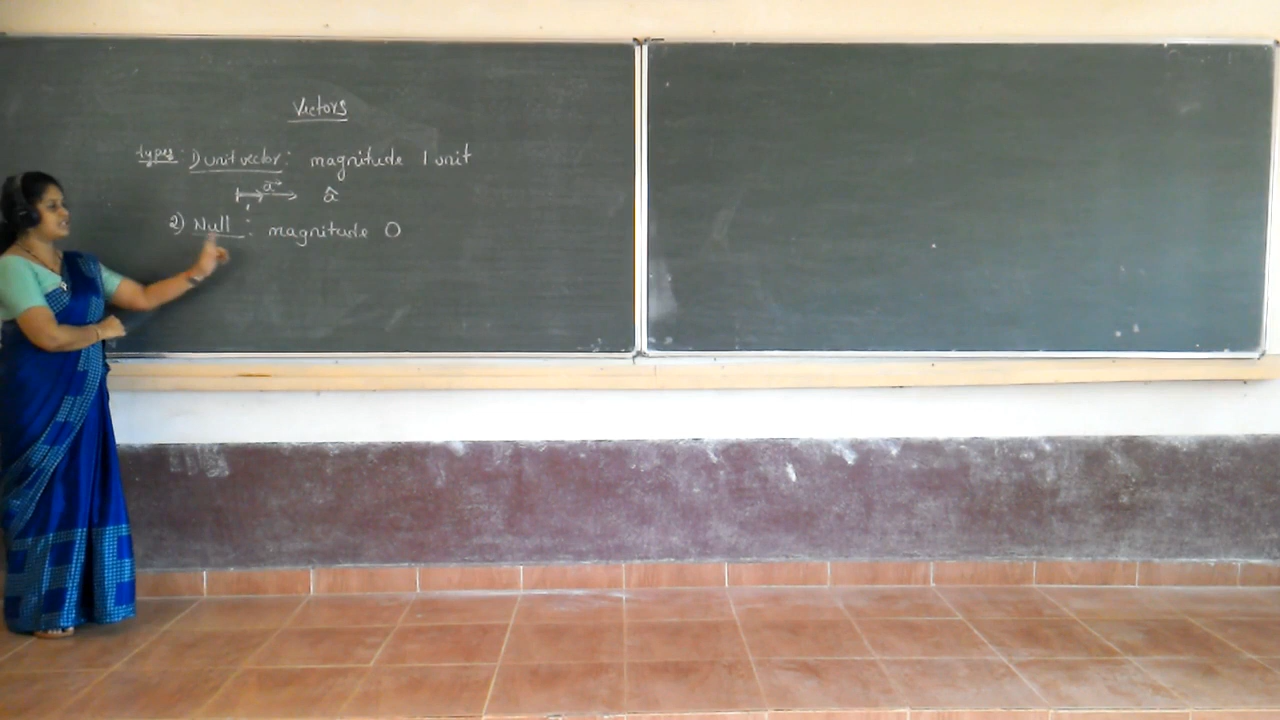 Vectors
types: 1) unit vector: magnitude 1 unit
a⃗ â
2) Null: magnitude 0